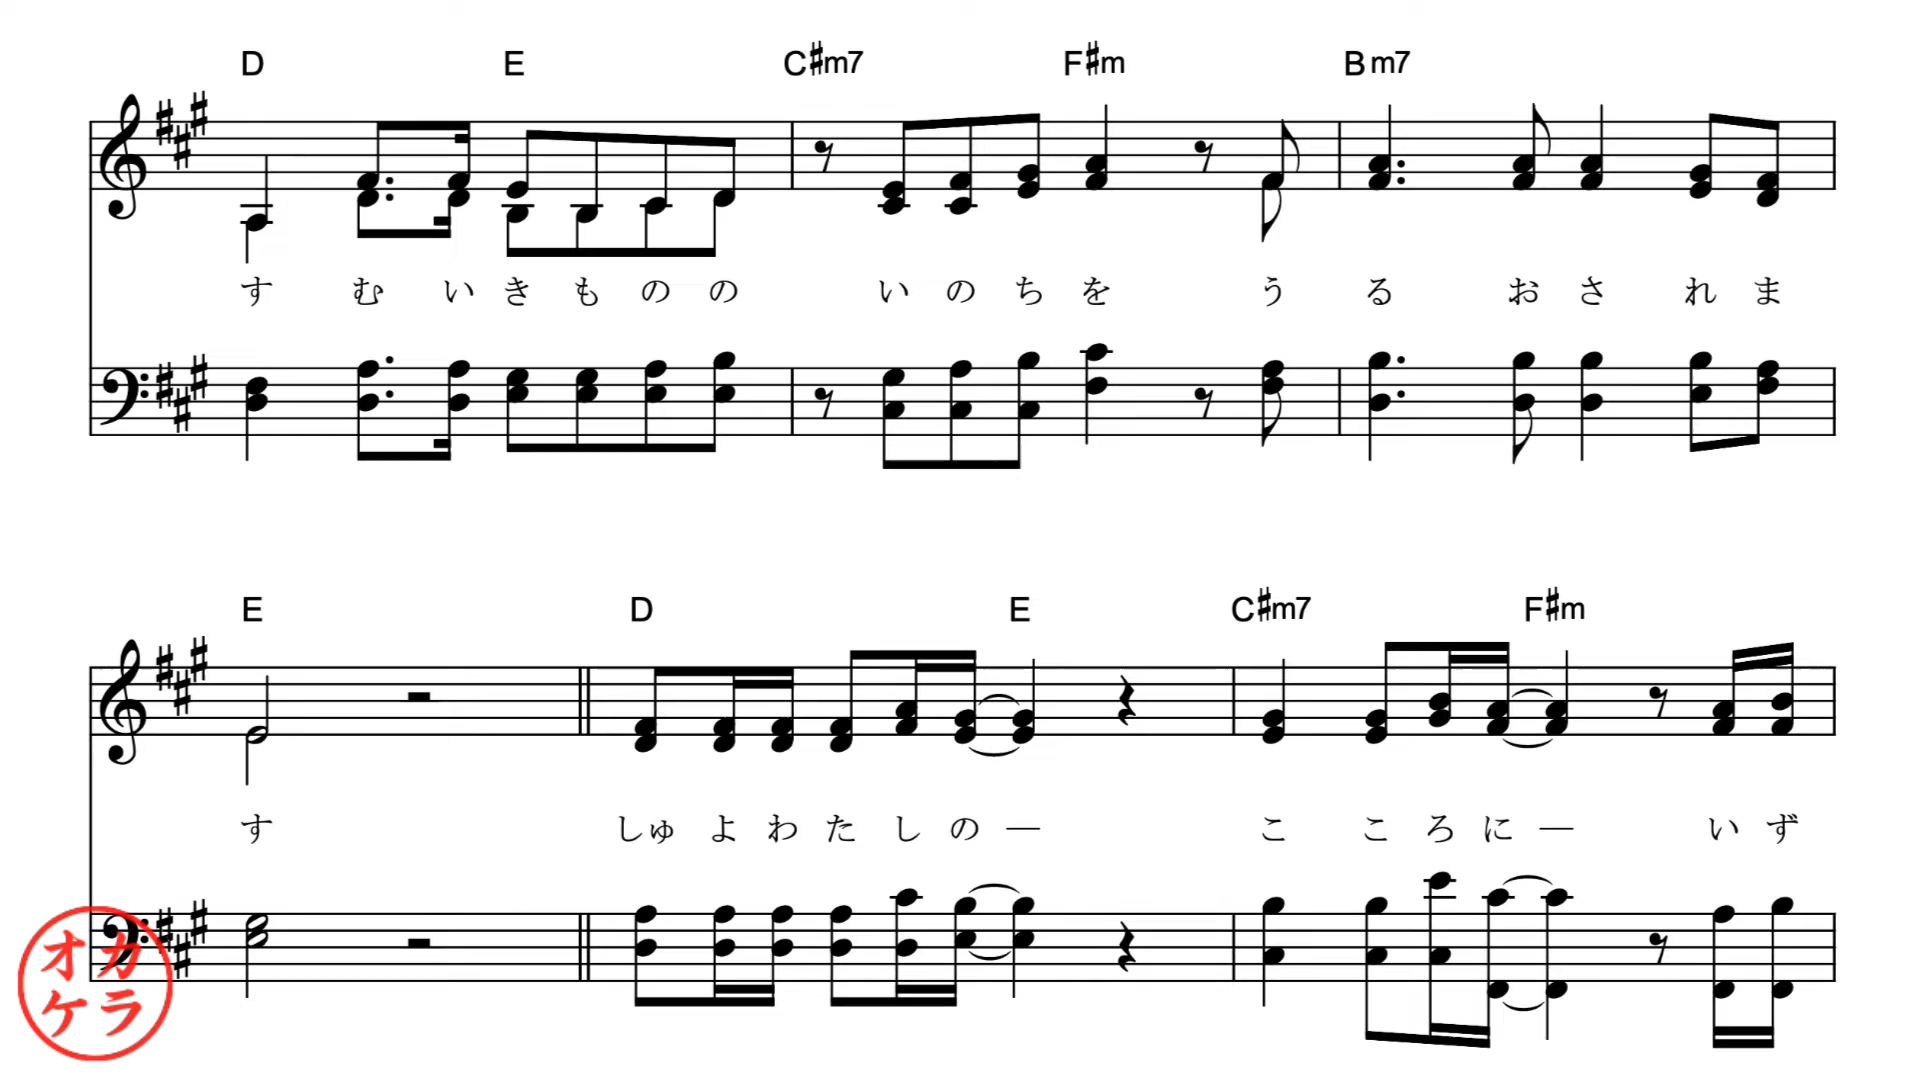 D E C#m7 F#m Bm7
す む い き も の の い の ち を う る お さ れ ま
E D E C#m7 F#m
す しゅ よ わ た し の ― こ こ ろ に ― い ず
オカ
ケラ